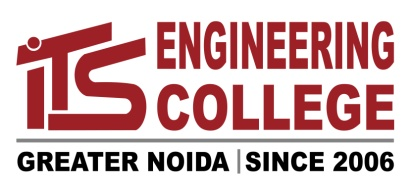 iTS ENGINEERING
COLLEGE
GREATER NOIDA | SINCE 2006